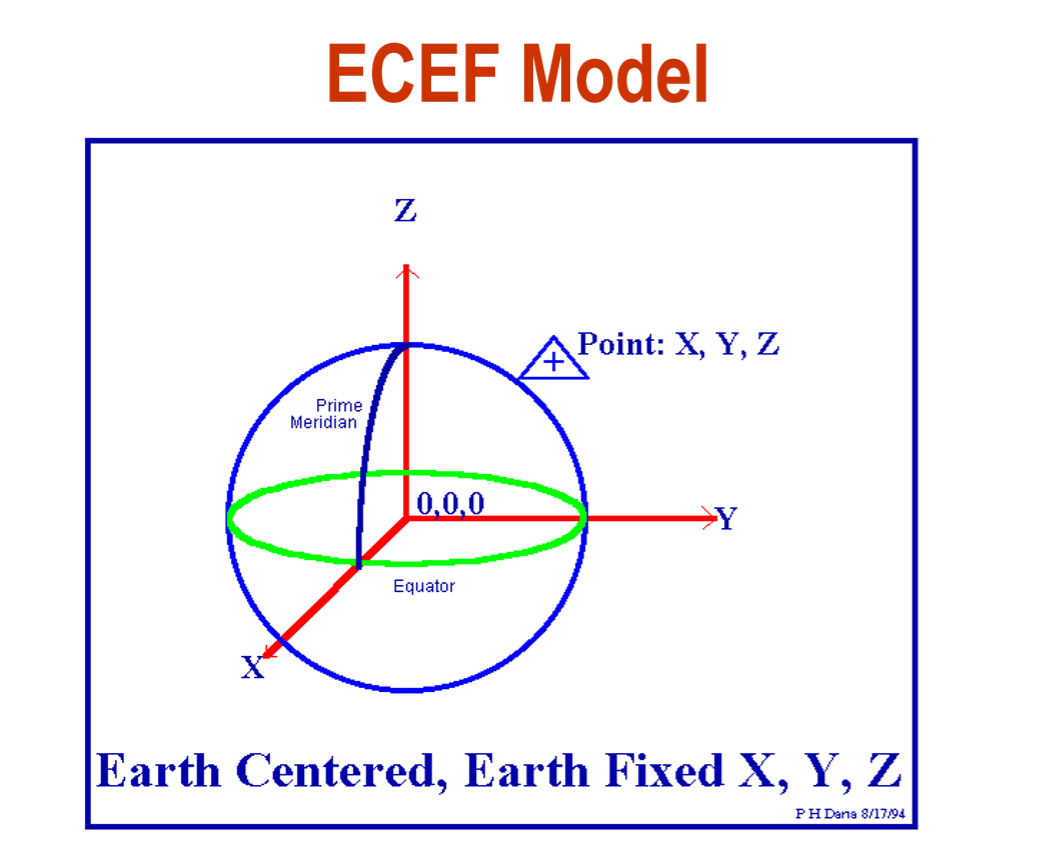 ECEF Model
Z
Point: X, Y, Z
Prime
Meridian
0,0,0
Y
Equator
X
Earth Centered, Earth Fixed X, Y, Z
P H Dana 8/17/94